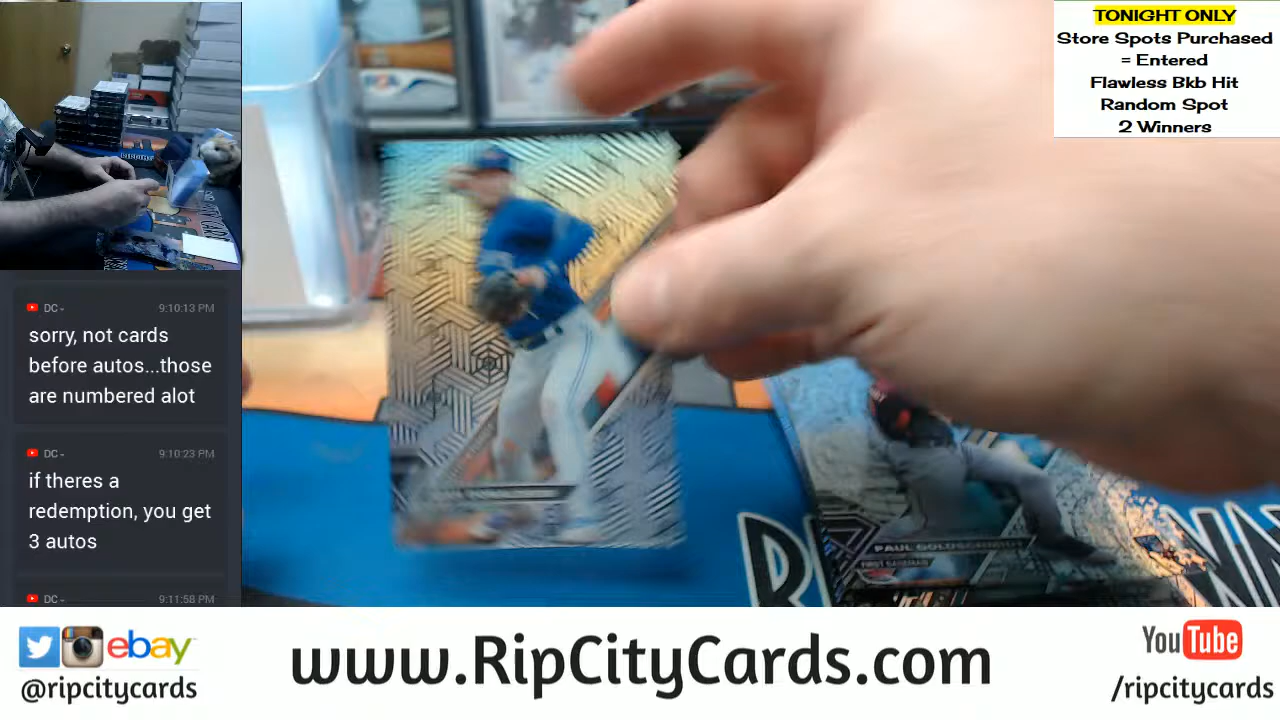 TONIGHT ONLY
Store Spots Purchased
= Entered
Flawless Bkb Hit
Random Spot
2 Winners
DC - 9:10:13 PM
sorry, not cards
before autos...those
are numbered alot
DC - 9:10:23 PM
if theres a
redemption, you get
3 autos
DC - 9:11:58 PM
PAUL GOLDSCHMIDT
FIRST BASEMAN
ebay
@ripcitycards
www.RipCityCards.com
YouTube
/ripcitycards